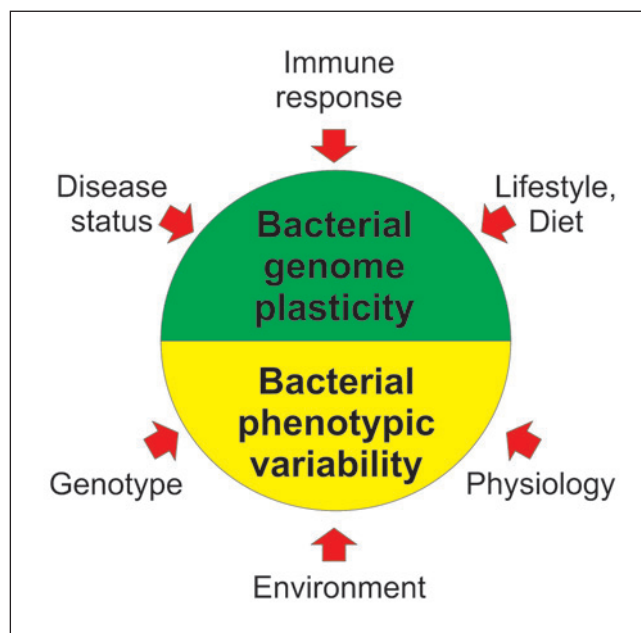 Immune
response
Disease
status
Lifestyle,
Diet
Bacterial
genome
plasticity
Bacterial
phenotypic
variability
Genotype
Physiology
Environment